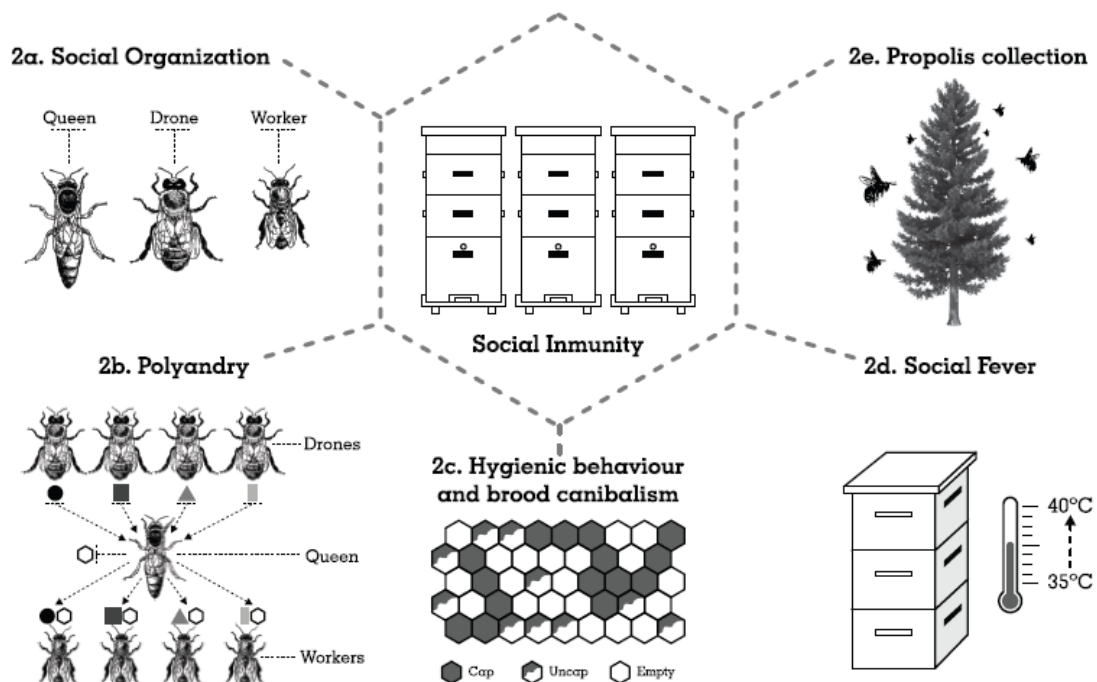 2a. Social Organization
Queen
Drone
Worker
2e. Propolis collection
Social Inmunity
2b. Polyandry
Drones
Queen
Workers
2c. Hygienic behaviour
and brood canibalism
Cap
Uncap
Empty
2d. Social Fever
40°C
35°C